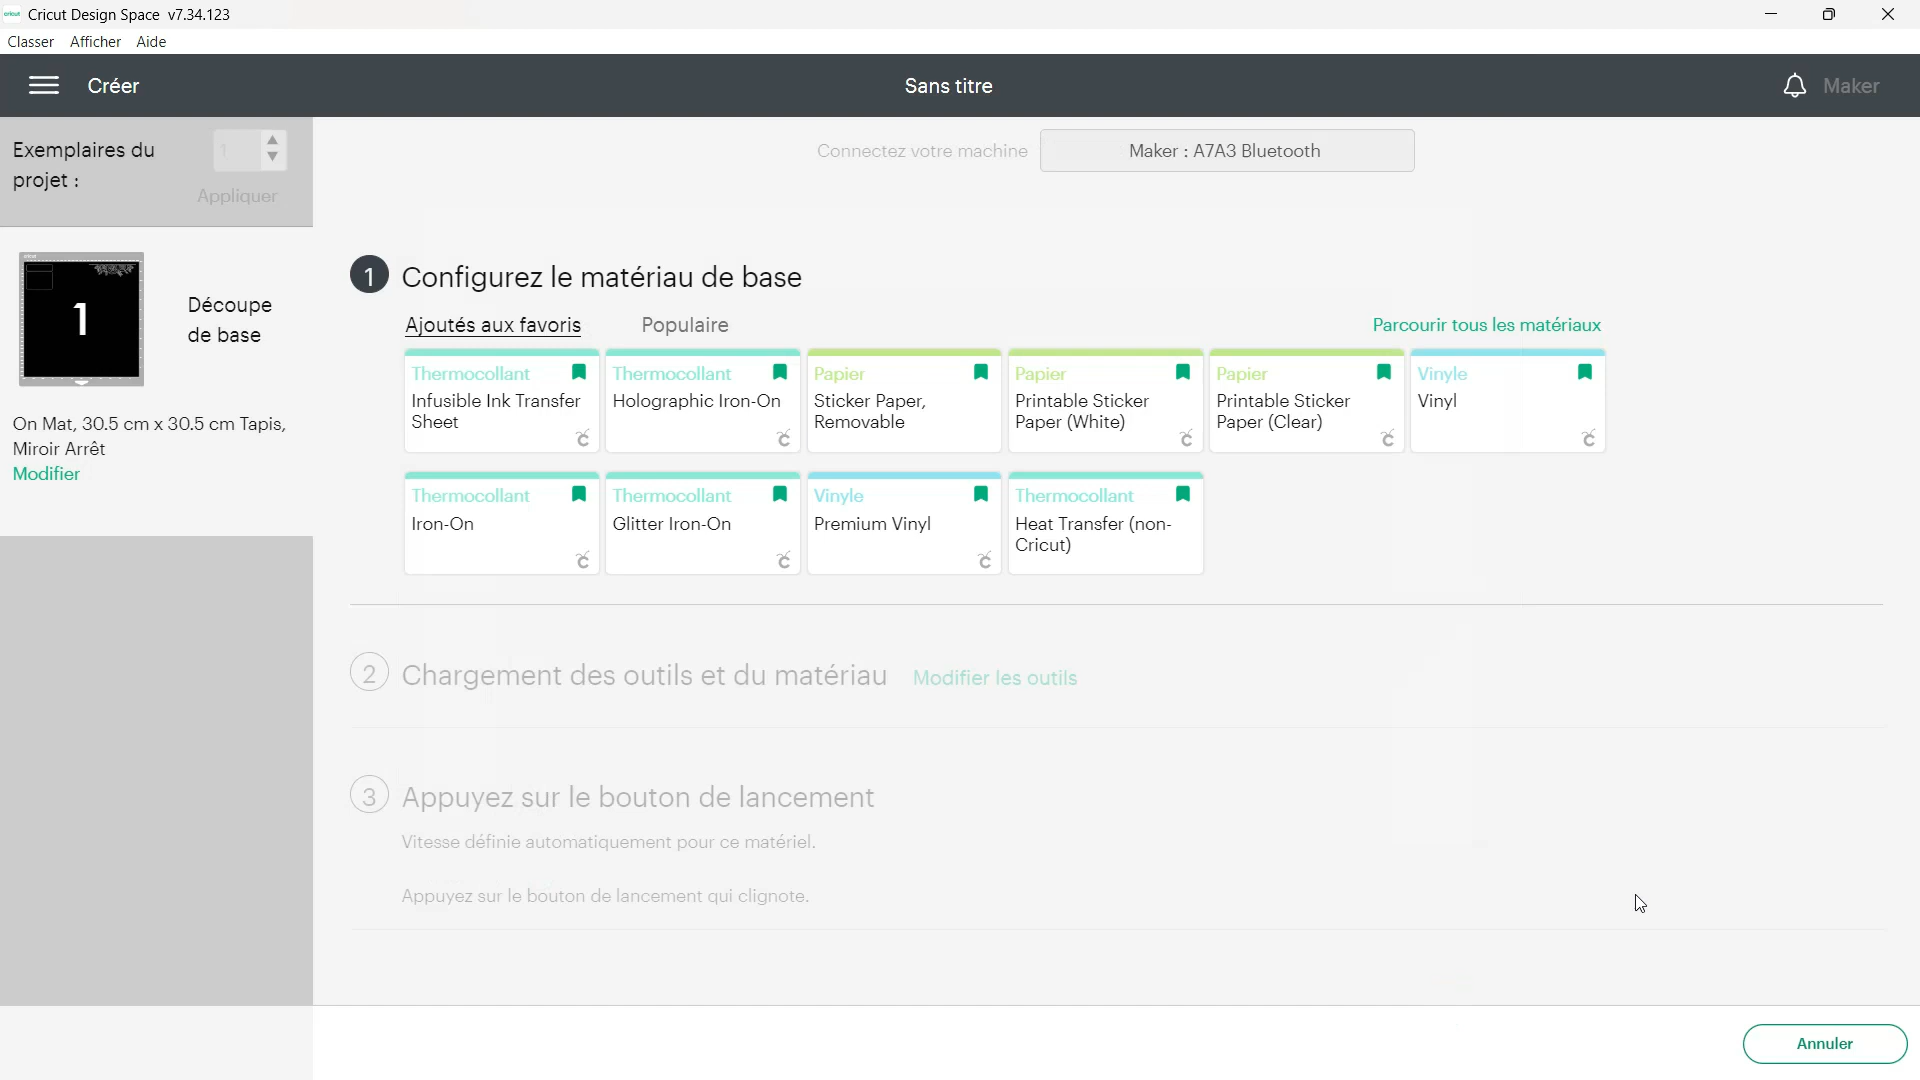 Cricut Design Space v7.34.123
Classer Afficher Aide
Créer
Sans titre
Maker
Exemplaires du
projet :
1
Appliquer
Connectez votre machine
Maker : A7A3 Bluetooth
1
Découpe
de base
On Mat, 30.5 cm x 30.5 cm Tapis,
Miroir Arrêt
Modifier
1 Configurez le matériau de base
Ajoutés aux favoris
Populaire
Parcourir tous les matériaux
Thermocollant
Infusible Ink Transfer
Sheet
Thermocollant
Holographic Iron-On
Papier
Sticker Paper,
Removable
Papier
Printable Sticker
Paper (White)
Papier
Printable Sticker
Paper (Clear)
Vinyle
Vinyl
Thermocollant
Iron-On
Thermocollant
Glitter Iron-On
Vinyle
Premium Vinyl
Thermocollant
Heat Transfer (non-
Cricut)
2 Chargement des outils et du matériau Modifier les outils
3 Appuyez sur le bouton de lancement
Vitesse définie automatiquement pour ce matériel.
Appuyez sur le bouton de lancement qui clignote.
Annuler